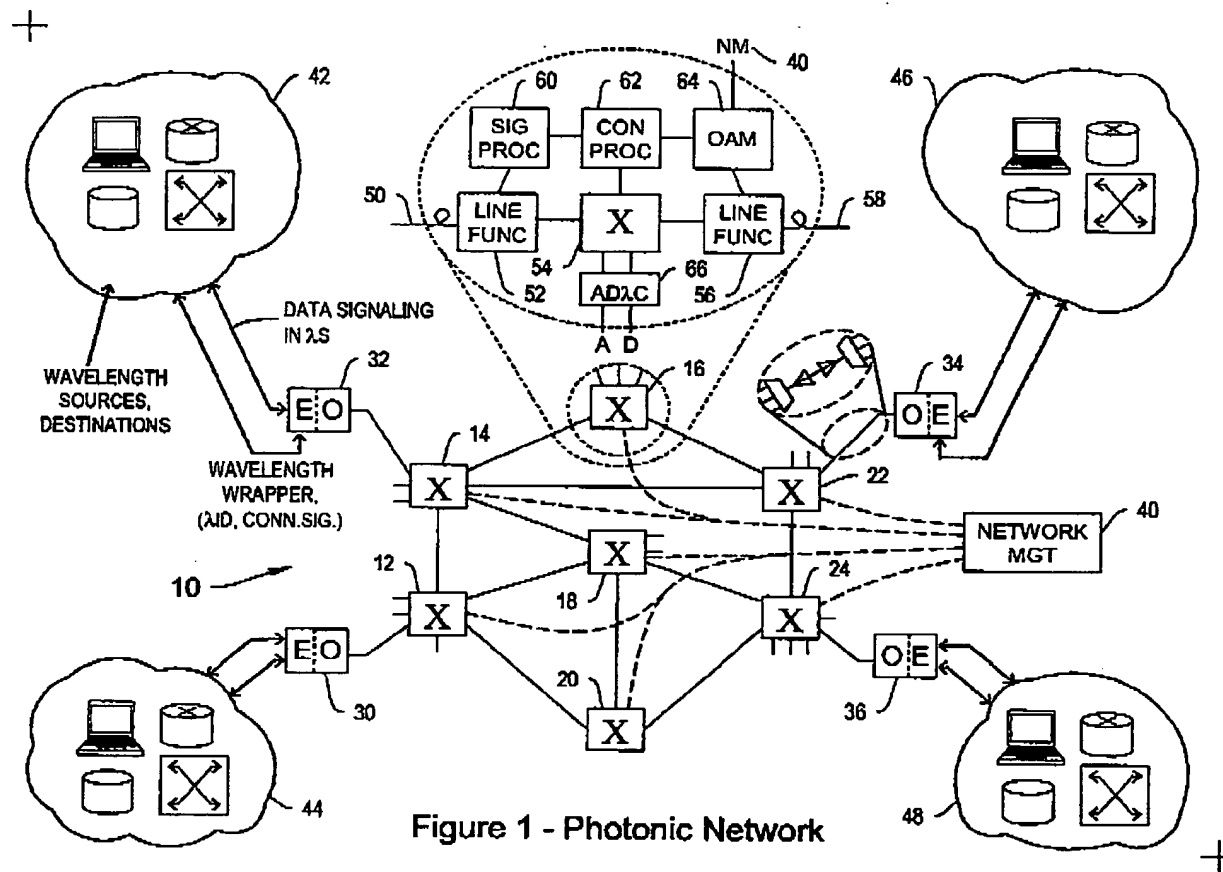 NM
40
42
60
62
64
46
SIG
PROC
CON
PROC
OAM
50
LINE
FUNC
X
LINE
FUNC
58
54
66
52
ADλC
56
A D
DATA SIGNALING
IN λS
WAVELENGTH
SOURCES,
DESTINATIONS
32
E O
16
X
34
O E
14
X
WAVELENGTH
WRAPPER,
(λID, CONN.SIG.)
X
22
40
NETWORK
MGT
10
12
X
X
18
24
X
E O
30
20
X
O E
36
44
48
Figure 1 - Photonic Network